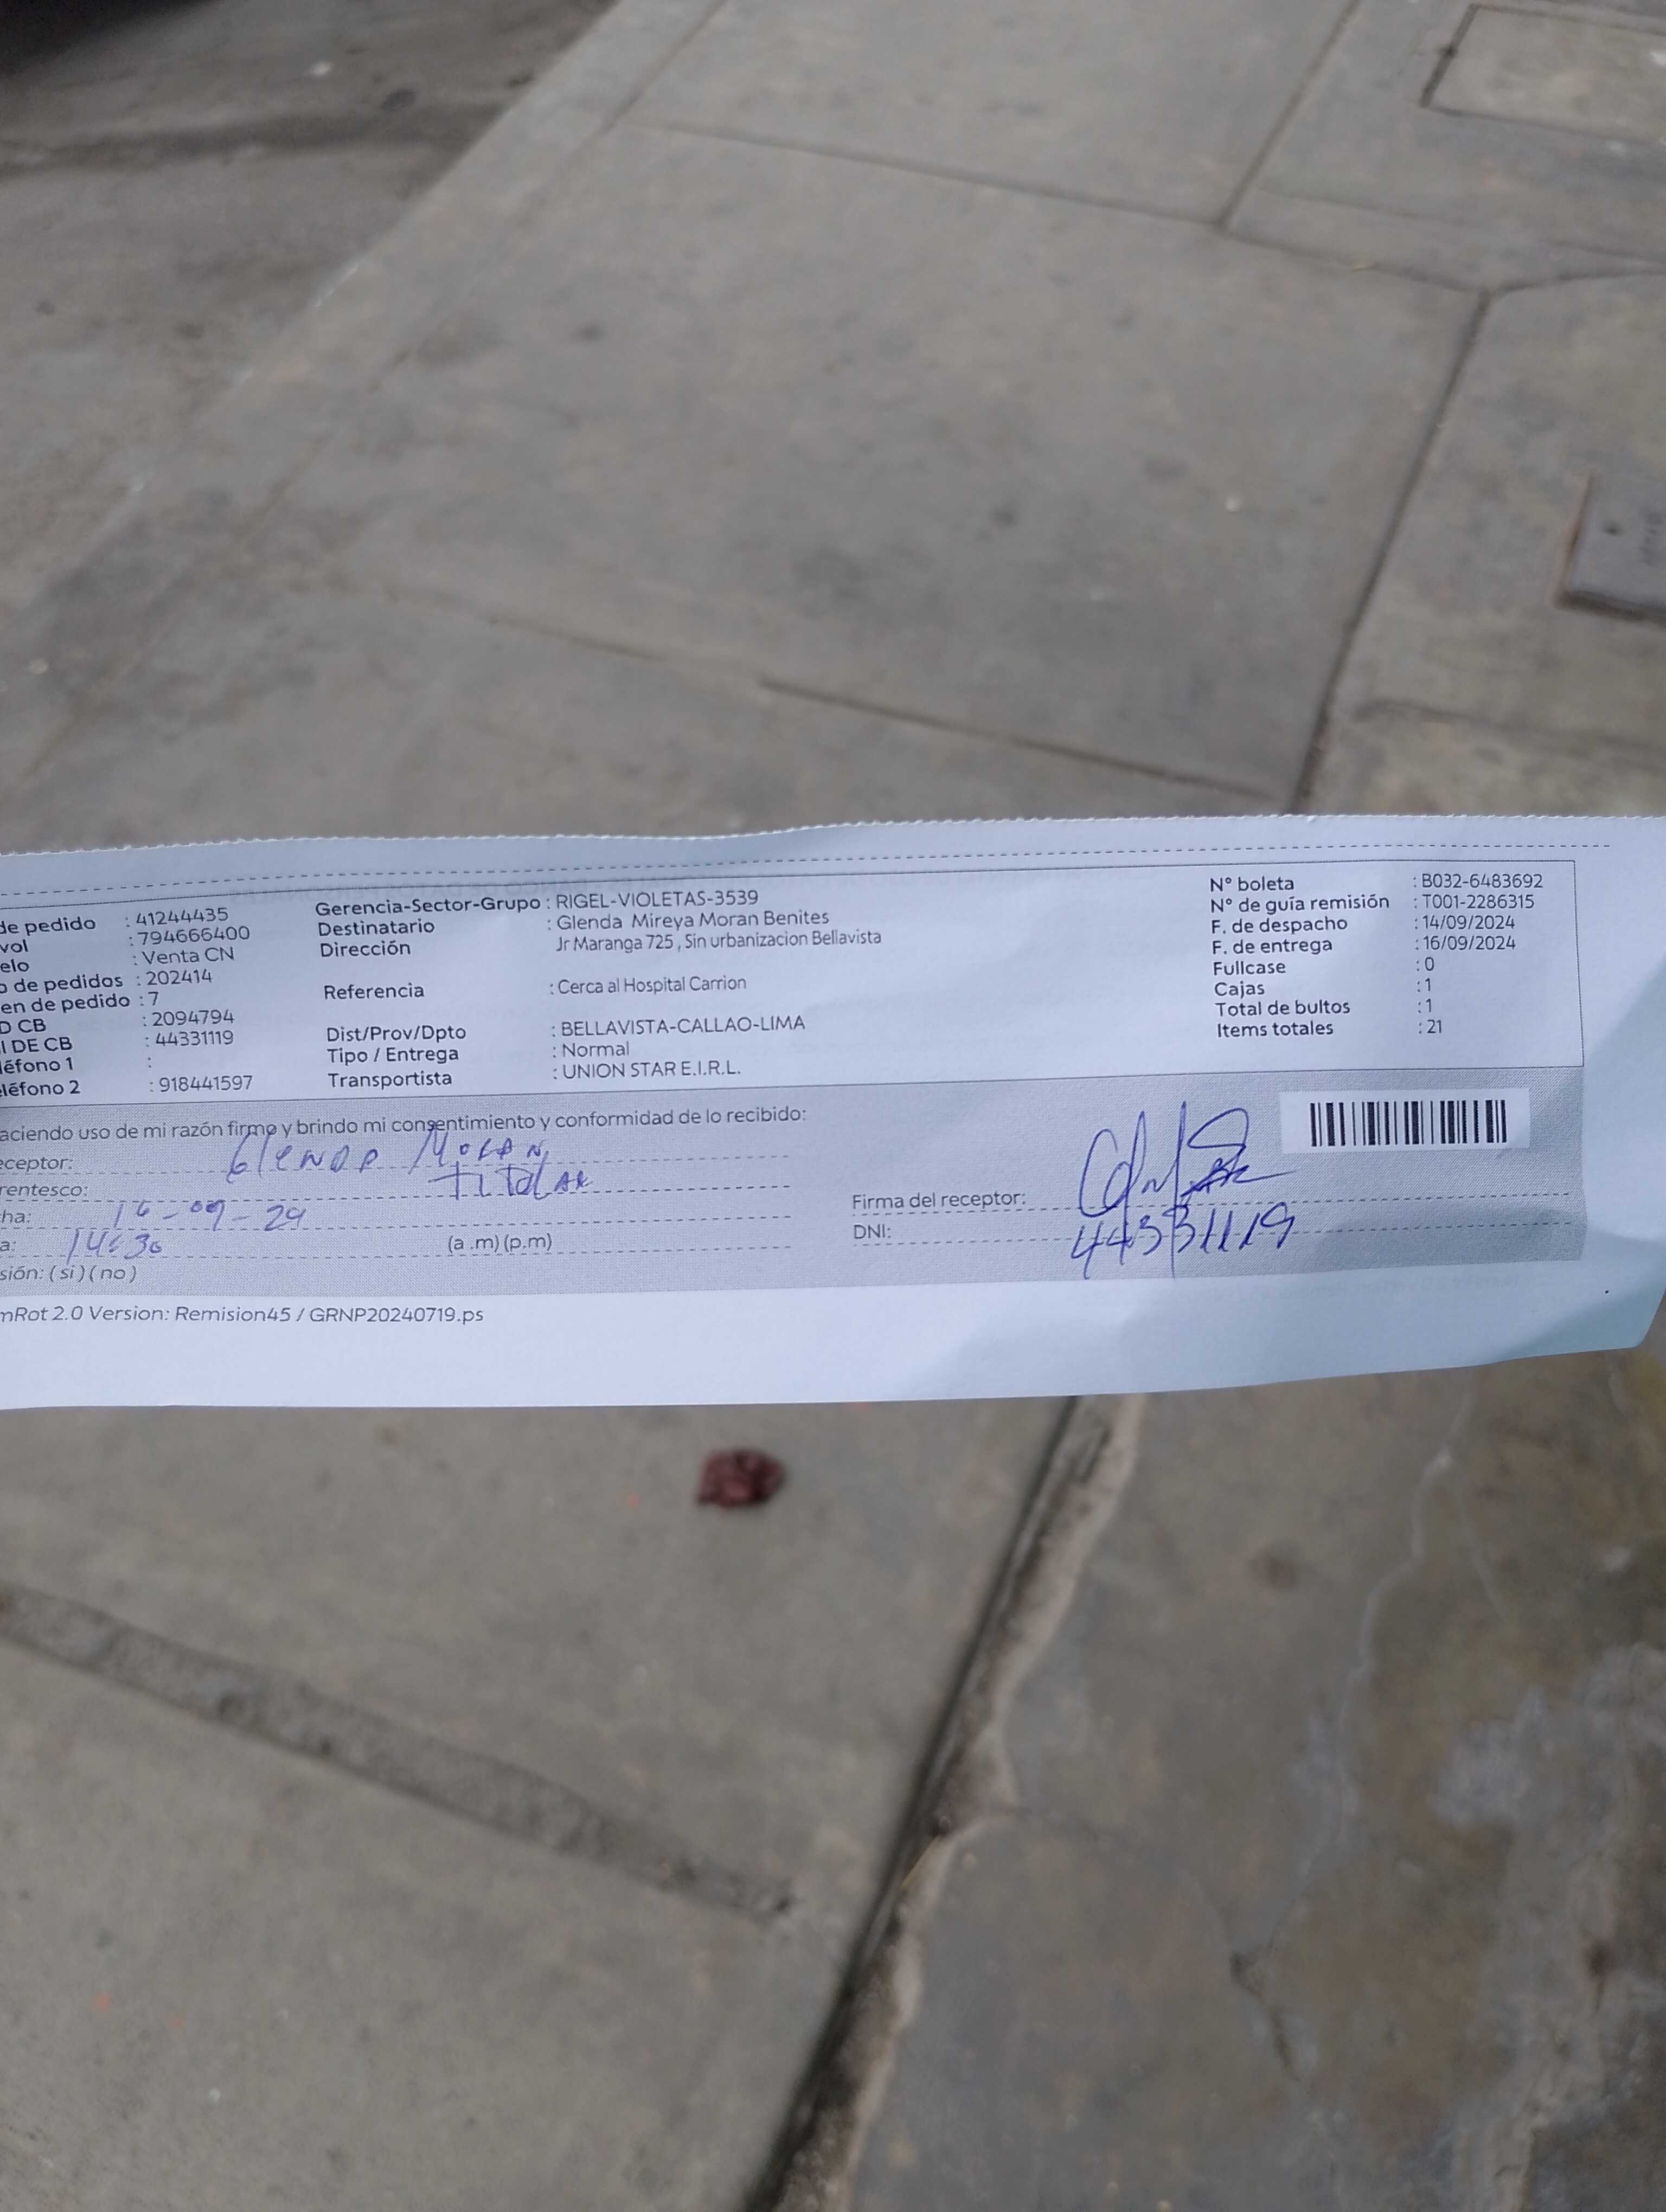 de pedido : 41244435
vol : 794666400
elo : Venta CN
o de pedidos : 202414
en de pedido : 7
D CB : 2094794
I DE CB : 44331119
léfono 1 :
léfono 2 : 918441597
Gerencia-Sector-Grupo : RIGEL-VIOLETAS-3539
Destinatario : Glenda Mireya Moran Benites
Dirección Jr Maranga 725 , Sin urbanizacion Bellavista
Referencia : Cerca al Hospital Carrion
Dist/Prov/Dpto : BELLAVISTA-CALLAO-LIMA
Tipo / Entrega : Normal
Transportista : UNION STAR E.I.R.L.
N° boleta : B032-6483692
N° de guía remisión : T001-2286315
F. de despacho : 14/09/2024
F. de entrega : 16/09/2024
Fullcase : 0
Cajas : 1
Total de bultos : 1
Items totales : 21
aciendo uso de mi razón firmo y brindo mi consentimiento y conformidad de lo recibido:
eceptor: Glenda Moran
rentesco: titular
ha: 16-09-24
a: 14:30 (a .m) (p.m)
sión: ( si ) ( no )
Firma del receptor:
DNI: 44331119
mRot 2.0 Version: Remision45 / GRNP20240719.ps